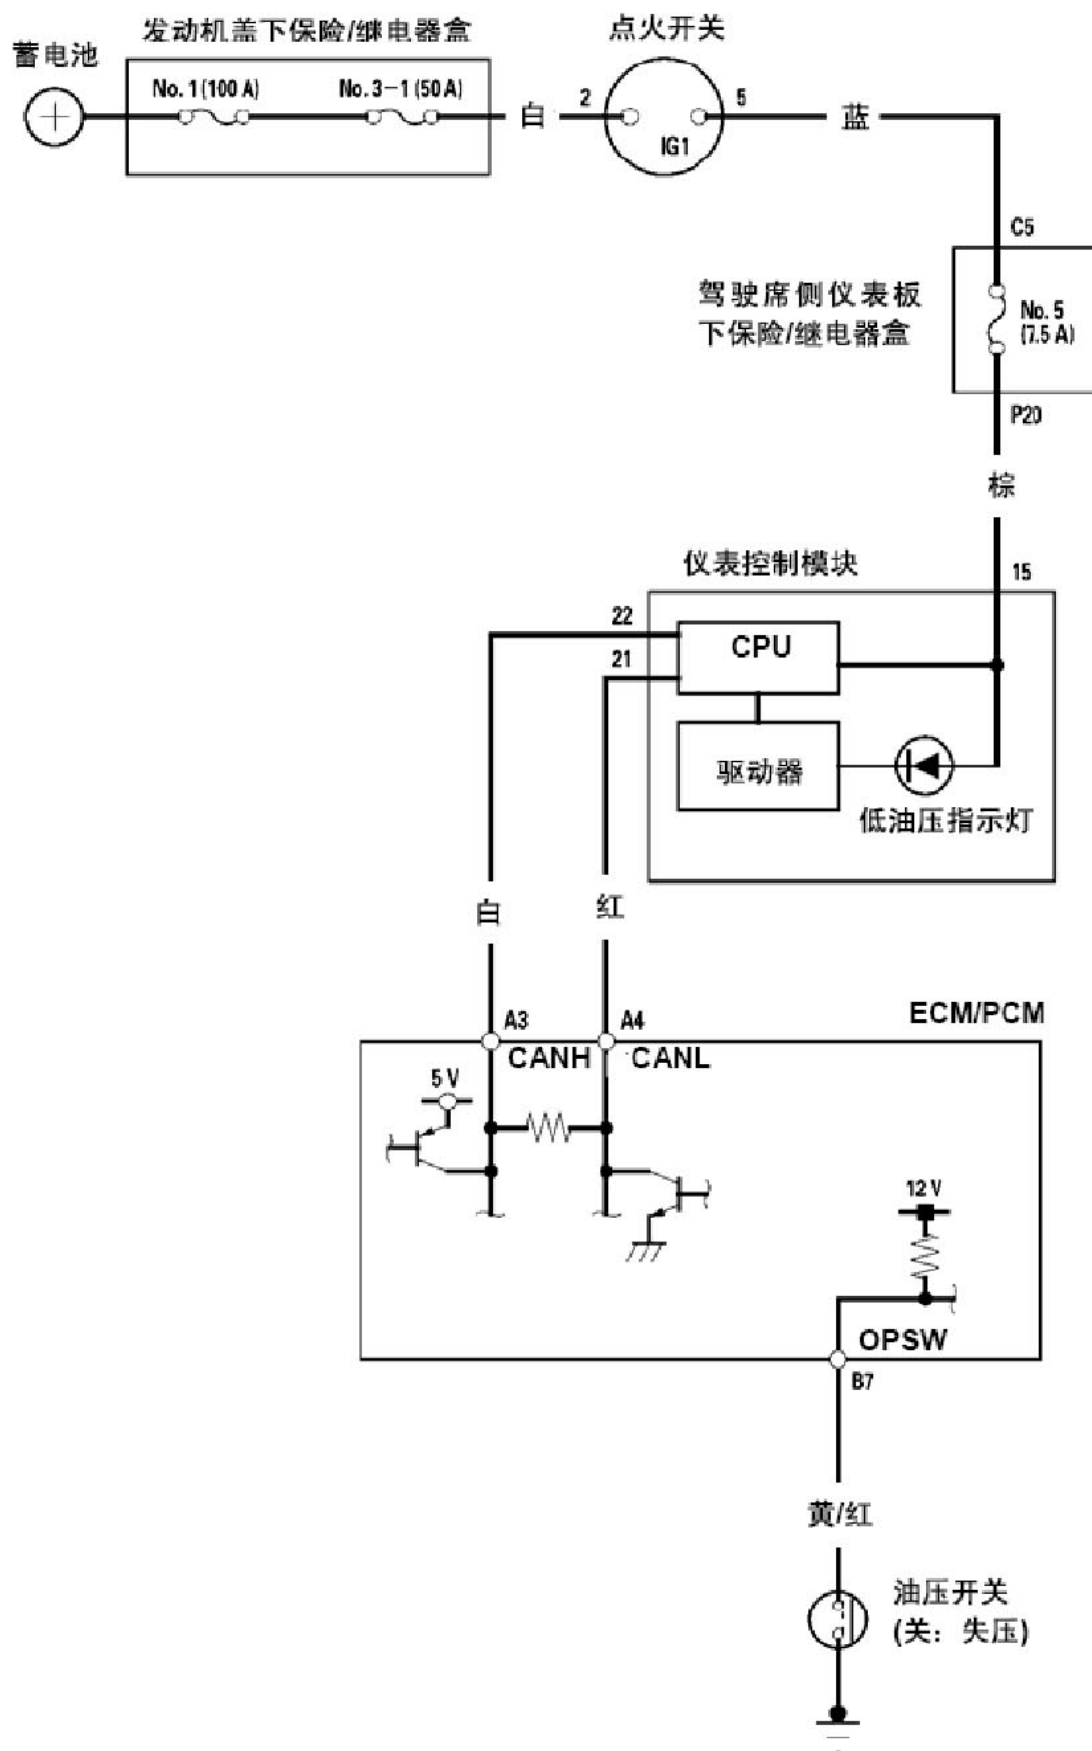 发动机盖下保险/继电器盒
点火开关
蓄电池
No. 1 (100 A)
No. 3-1 (50 A)
白
2
5
IG1
蓝
C5
驾驶席侧仪表板
下保险/继电器盒
No. 5
(7.5 A)
P20
棕
仪表控制模块
15
22
21
CPU
驱动器
低油压指示灯
白
红
A3
A4
ECM/PCM
CANH
CANL
5 V
12 V
OPSW
B7
黄/红
油压开关
(关：失压)